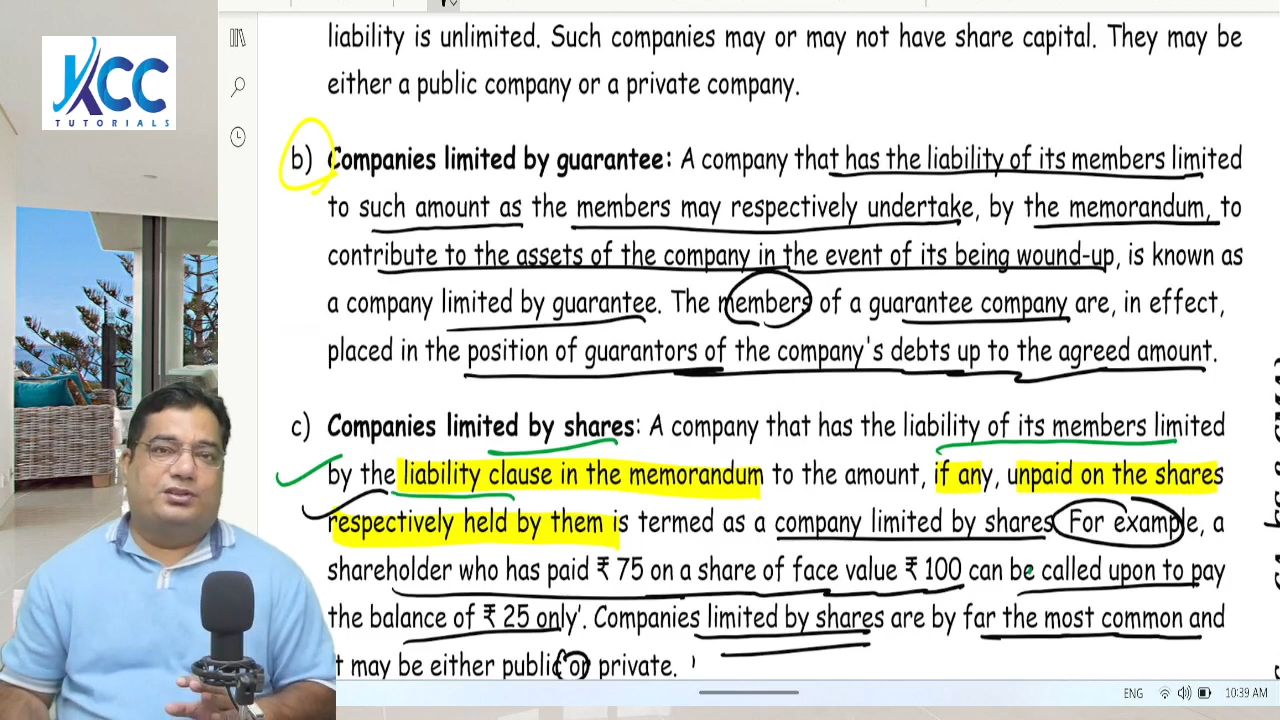 KCC
TUTORIALS
liability is unlimited. Such companies may or may not have share capital. They may be
either a public company or a private company.
b) Companies limited by guarantee: A company that has the liability of its members limited
to such amount as the members may respectively undertake, by the memorandum, to
contribute to the assets of the company in the event of its being wound-up, is known as
a company limited by guarantee. The members of a guarantee company are, in effect,
placed in the position of guarantors of the company's debts up to the agreed amount.
c) Companies limited by shares: A company that has the liability of its members limited
by the liability clause in the memorandum to the amount, if any, unpaid on the shares
respectively held by them is termed as a company limited by shares. For example, a
shareholder who has paid ₹ 75 on a share of face value ₹ 100 can be called upon to pay
the balance of ₹ 25 only'. Companies limited by shares are by far the most common and
it may be either public or private.
ENG
10:39 AM